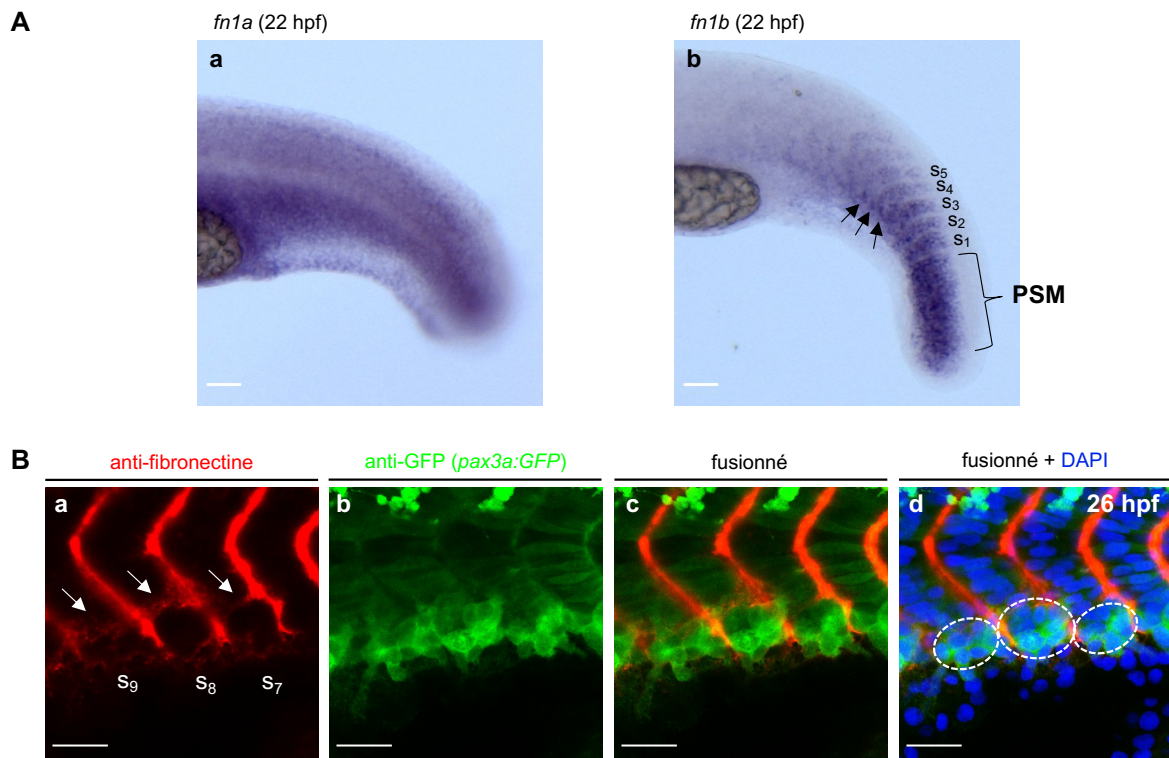 A
fn1a (22 hpf)
fn1b (22 hpf)
a
b
s5
s4
s3
s2
s1
PSM
B
anti-fibronectine
anti-GFP (pax3a:GFP)
fusionné
fusionné + DAPI
a
b
c
d
26 hpf
s9
s8
s7